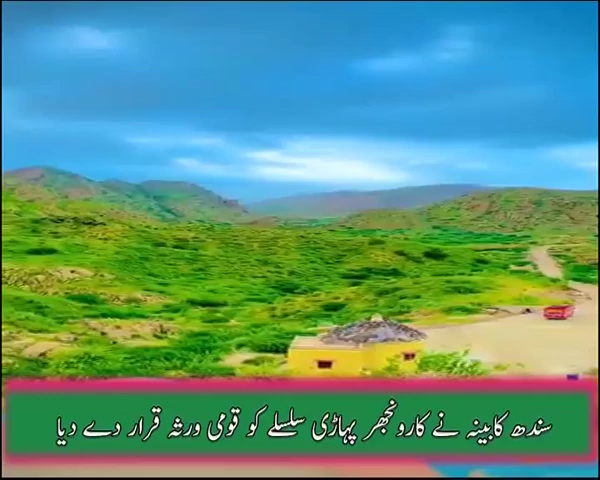 سندھ کابینہ نے کارونجھر پہاڑی سلسلے کو قومی ورثہ قرار دے دیا